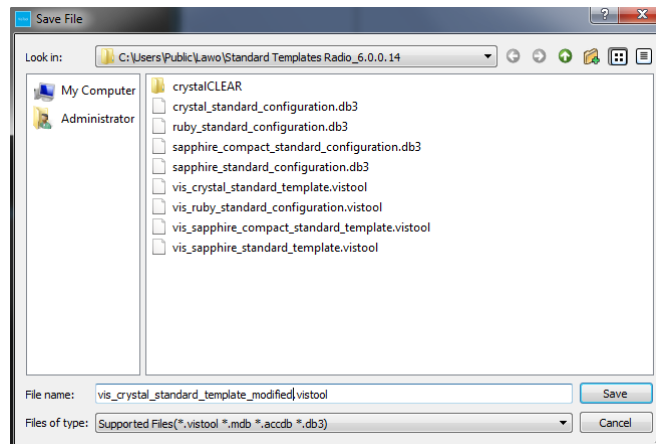 Save File
Look in: C:\Users\Public\Lawo\Standard Templates Radio_6.0.0.14
My Computer
Administrator
crystalCLEAR
crystal_standard_configuration.db3
ruby_standard_configuration.db3
sapphire_compact_standard_configuration.db3
sapphire_standard_configuration.db3
vis_crystal_standard_template.vistool
vis_ruby_standard_configuration.vistool
vis_sapphire_compact_standard_template.vistool
vis_sapphire_standard_template.vistool
File name: vis_crystal_standard_template_modified.vistool Save
Files of type: Supported Files(*.vistool *.mdb *.accdb *.db3) Cancel